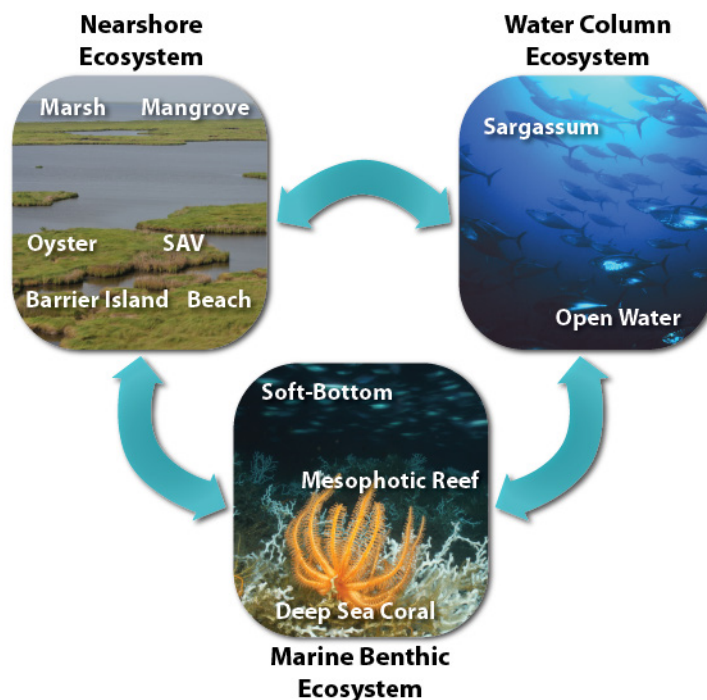 Nearshore
Ecosystem
Marsh Mangrove
Oyster SAV
Barrier Island Beach
Water Column
Ecosystem
Sargassum
Open Water
Soft-Bottom
Mesophotic Reef
Deep Sea Coral
Marine Benthic
Ecosystem